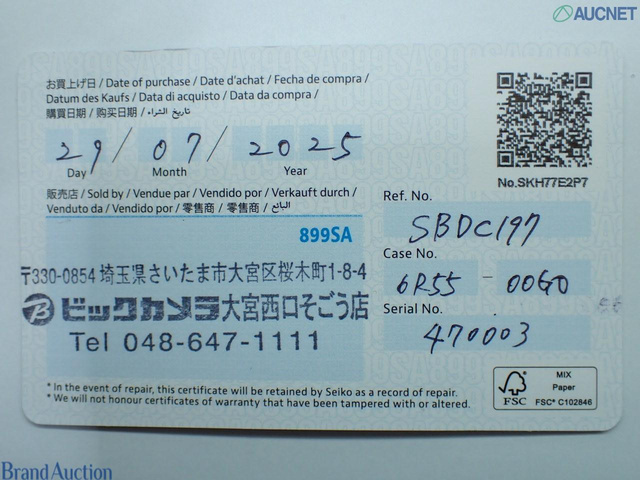 AUCNET
お買上げ日 / Date of purchase / Date d'achat / Fecha de compra /
Datum des Kaufs / Data di acquisto / Data da compra /
購買日期 / 购买日期 / تاريخ الشراء
29 / 07 / 2025
Day Month Year
No.SKH77E2P7
販売店 / Sold by / Vendue par / Vendido por / Verkauft durch /
Venduto da / Vendido por / 零售商 / 零售商 / البائع
899SA
〒330-0854 埼玉県さいたま市大宮区桜木町1-8-4
ビックカメラ大宮西口そごう店
Tel 048-647-1111
Ref. No.
SBDC197
Case No.
6R55 - 00G0
Serial No.
470003
* In the event of repair, this certificate will be retained by Seiko as a record of repair.
* We will not honour certificates of warranty that have been tampered with or altered.
FSC
MIX
Paper
FSC® C102846
Brand Auction